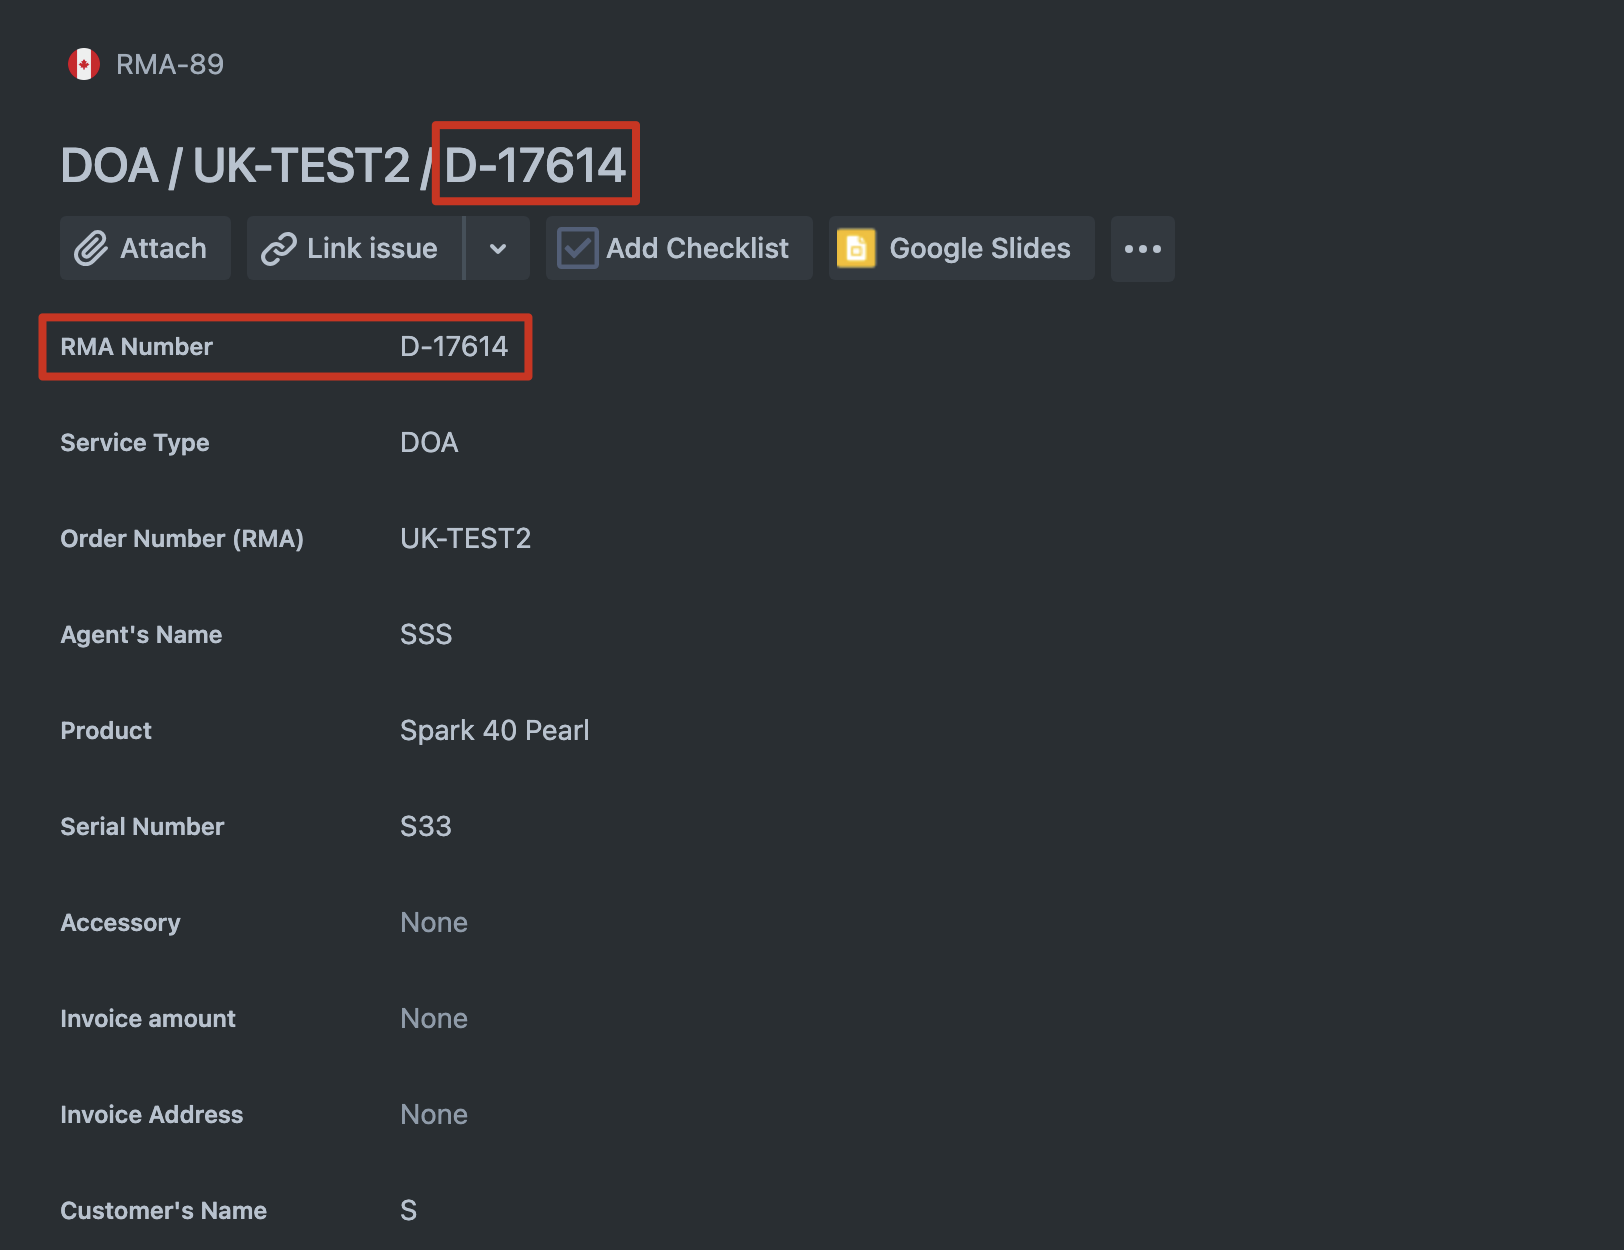 RMA-89
DOA / UK-TEST2 / D-17614
Attach Link issue Add Checklist Google Slides
RMA Number D-17614
Service Type DOA
Order Number (RMA) UK-TEST2
Agent's Name SSS
Product Spark 40 Pearl
Serial Number S33
Accessory None
Invoice amount None
Invoice Address None
Customer's Name S